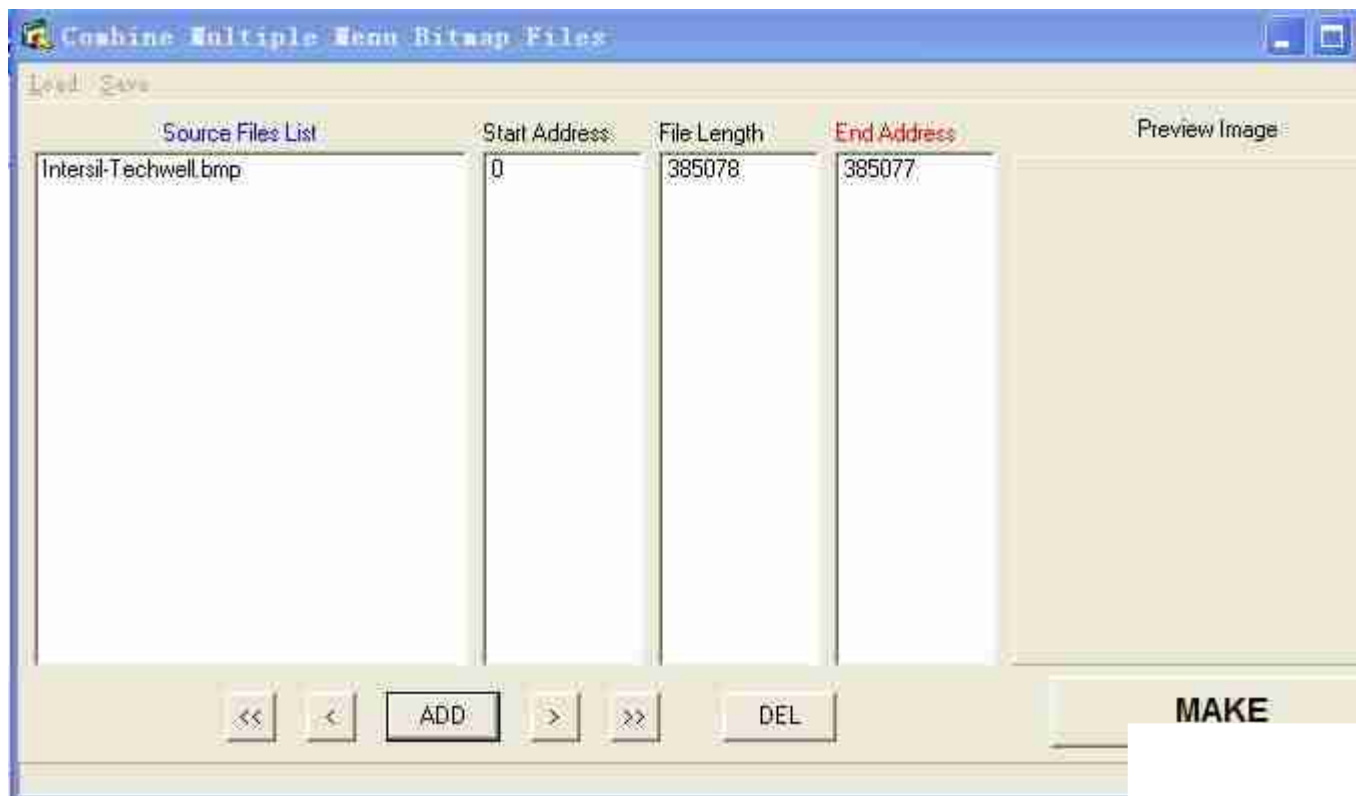 Combine Multiple Menu Bitmap Files
Load Save
Source Files List Start Address File Length End Address Preview Image
Intersil-Techwell.bmp 0 385078 385077
<< < ADD > >> DEL MAKE